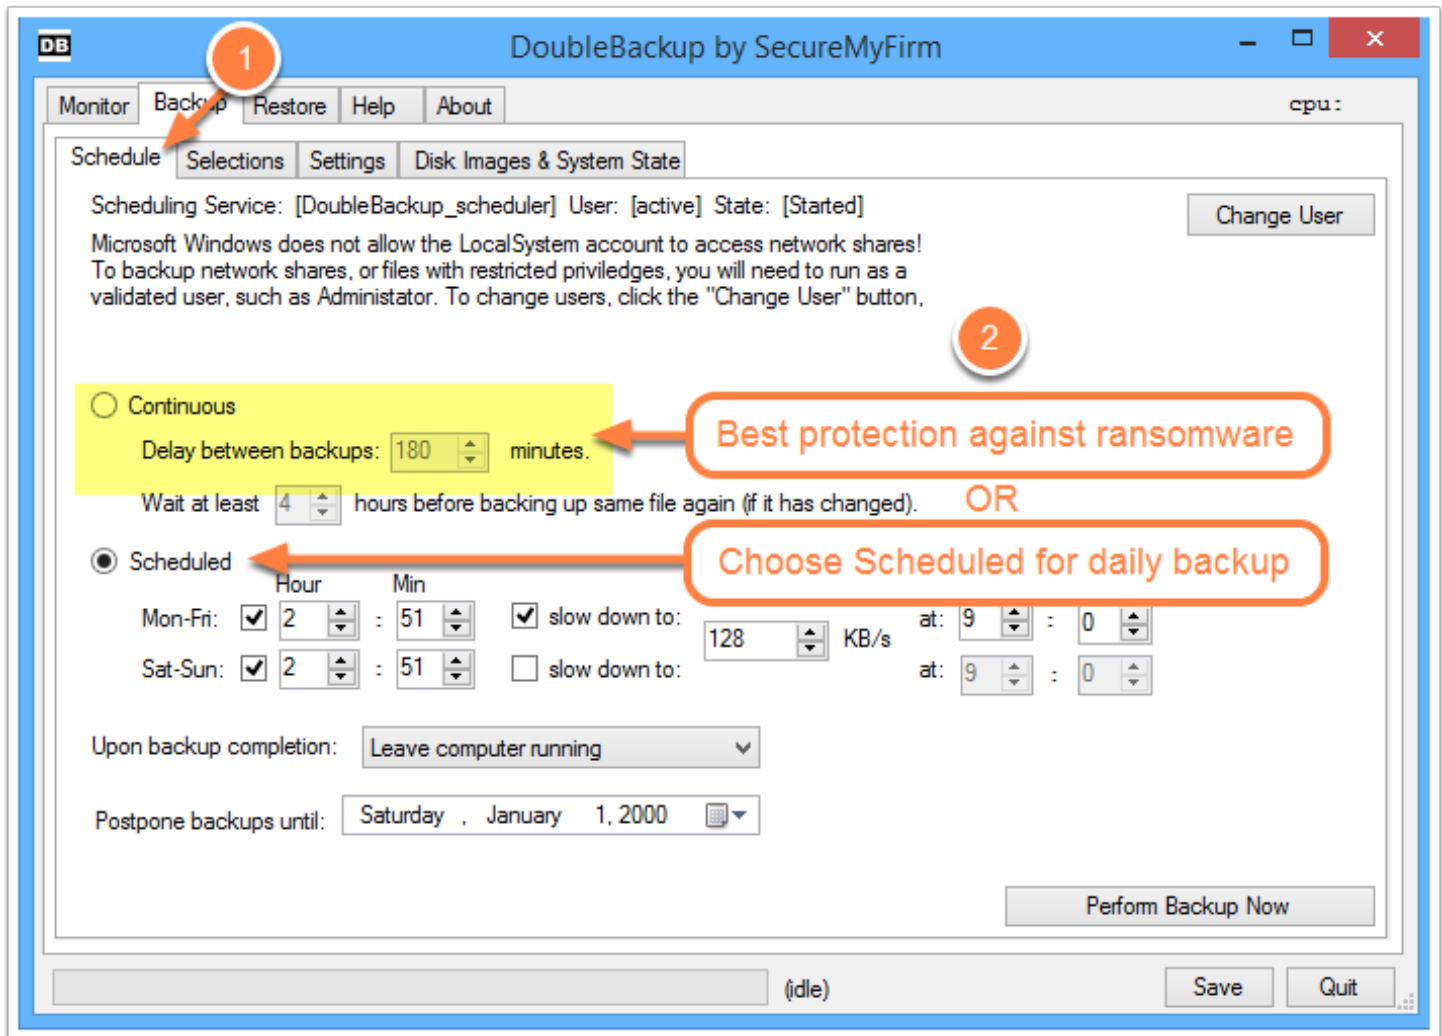 DB
DoubleBackup by SecureMyFirm
1
Monitor Backup Restore Help About cpu:
Schedule Selections Settings Disk Images & System State
Scheduling Service: [DoubleBackup_scheduler] User: [active] State: [Started]
Change User
Microsoft Windows does not allow the LocalSystem account to access network shares!
To backup network shares, or files with restricted priviledges, you will need to run as a
validated user, such as Administator. To change users, click the "Change User" button,
2
Continuous
Best protection against ransomware
Delay between backups: 180 minutes.
Wait at least 4 hours before backing up same file again (if it has changed).
OR
Scheduled
Choose Scheduled for daily backup
Hour Min
Mon-Fri: 2 : 51 slow down to: 128 KB/s at: 9 : 0
Sat-Sun: 2 : 51 slow down to: at: 9 : 0
Upon backup completion: Leave computer running
Postpone backups until: Saturday , January 1, 2000
Perform Backup Now
(idle)
Save Quit